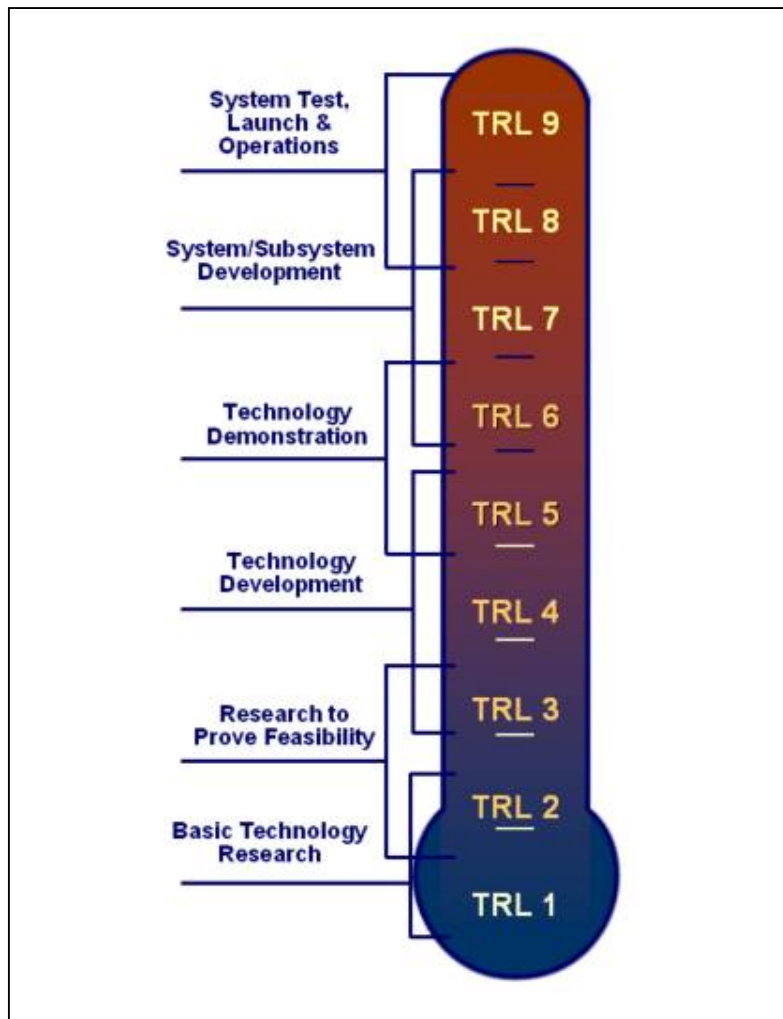 System Test,
Launch &
Operations
System/Subsystem
Development
Technology
Demonstration
Technology
Development
Research to
Prove Feasibility
Basic Technology
Research
TRL 9
TRL 8
TRL 7
TRL 6
TRL 5
TRL 4
TRL 3
TRL 2
TRL 1